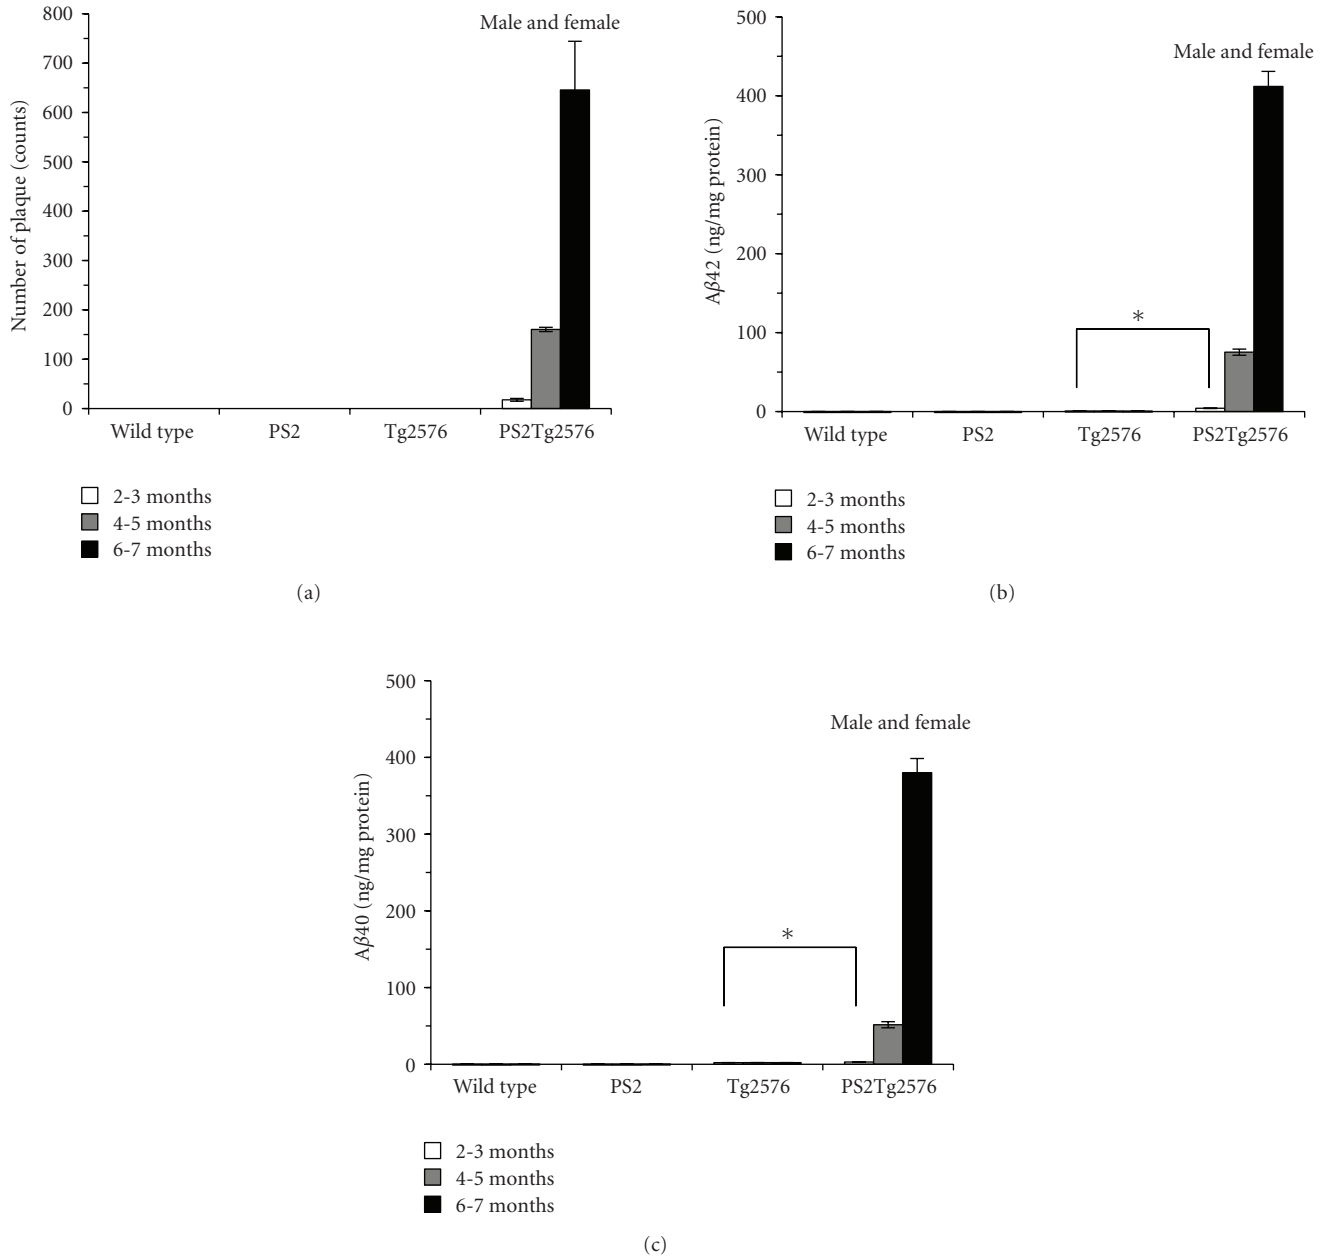 Male and female
Number of plaque (counts)
800
700
600
500
400
300
200
100
0
Wild type PS2 Tg2576 PS2Tg2576
2-3 months
4-5 months
6-7 months
(a)
Male and female
Aβ42 (ng/mg protein)
500
400
300
200
100
0
*
Wild type PS2 Tg2576 PS2Tg2576
2-3 months
4-5 months
6-7 months
(b)
Male and female
Aβ40 (ng/mg protein)
500
400
300
200
100
0
*
Wild type PS2 Tg2576 PS2Tg2576
2-3 months
4-5 months
6-7 months
(c)